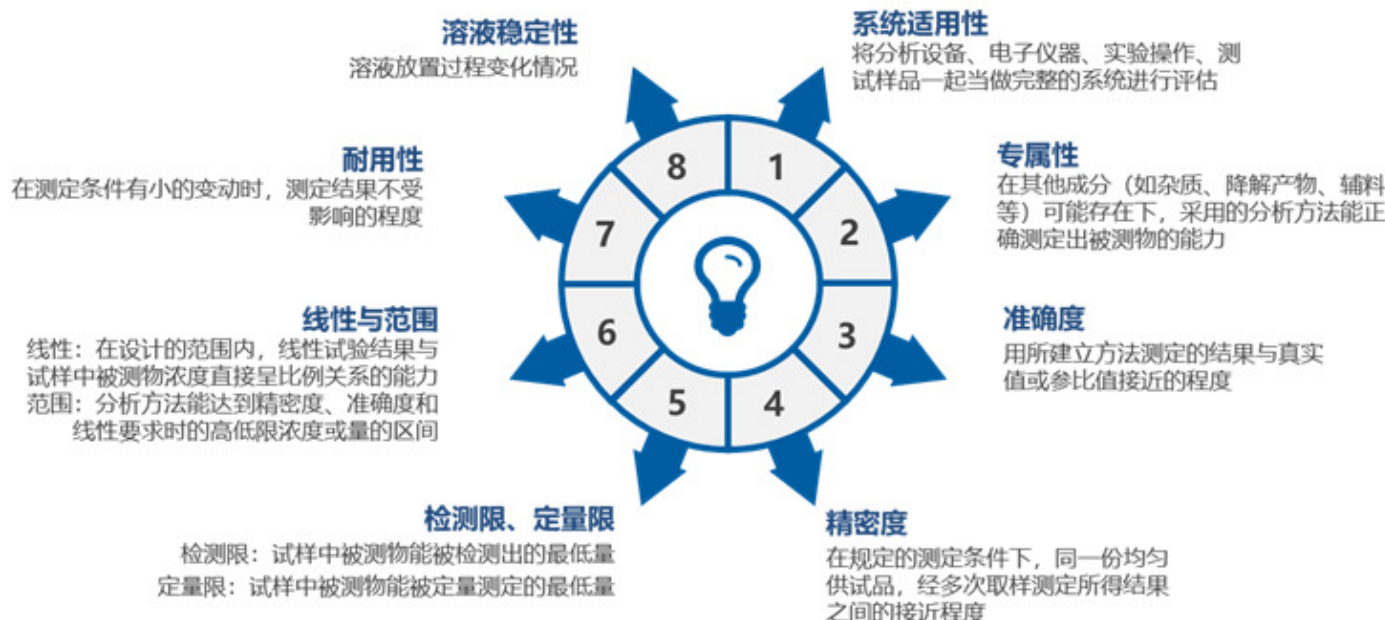 系统适用性
将分析设备、电子仪器、实验操作、测
试样品一起当做完整的系统进行评估
1
专属性
在其他成分（如杂质、降解产物、辅料
等）可能存在下，采用的分析方法能正
确测定出被测物的能力
2
准确度
用所建立方法测定的结果与真实
值或参比值接近的程度
3
精密度
在规定的测定条件下，同一份均匀
供试品，经多次取样测定所得结果
之间的接近程度
4
检测限、定量限
检测限：试样中被测物能被检测出的最低量
定量限：试样中被测物能被定量测定的最低量
5
线性与范围
线性：在设计的范围内，线性试验结果与
试样中被测物浓度直接呈比例关系的能力
范围：分析方法能达到精密度、准确度和
线性要求时的高低限浓度或量的区间
6
耐用性
在测定条件有小的变动时，测定结果不受
影响的程度
7
溶液稳定性
溶液放置过程变化情况
8